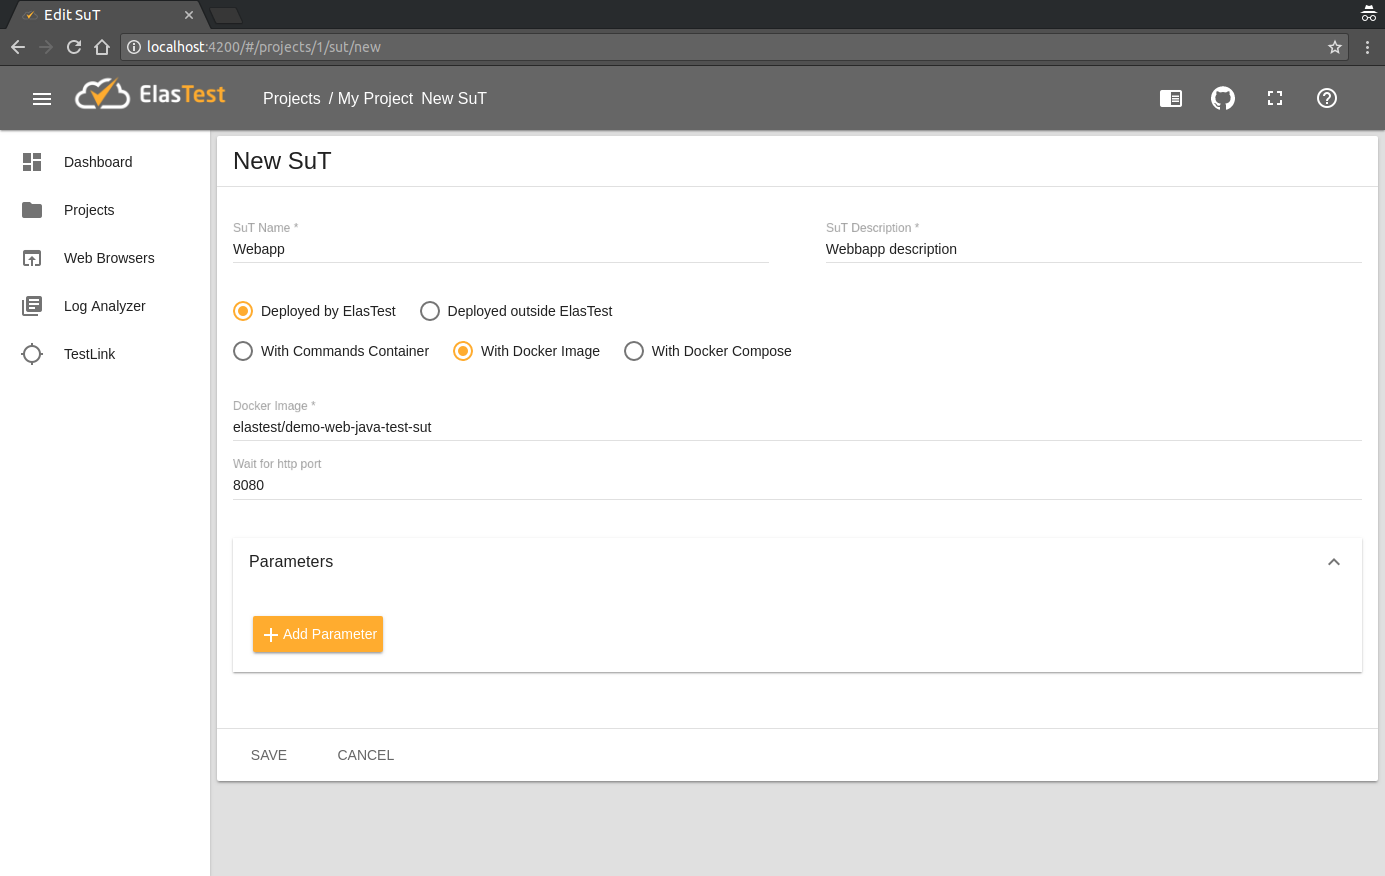 Edit SuT
localhost:4200/#/projects/1/sut/new
ElasTest
Projects / My Project New SuT
Dashboard
Projects
Web Browsers
Log Analyzer
TestLink
New SuT
SuT Name * SuT Description *
Webapp Webbapp description
Deployed by ElasTest Deployed outside ElasTest
With Commands Container With Docker Image With Docker Compose
Docker Image *
elastest/demo-web-java-test-sut
Wait for http port
8080
Parameters
Add Parameter
SAVE CANCEL